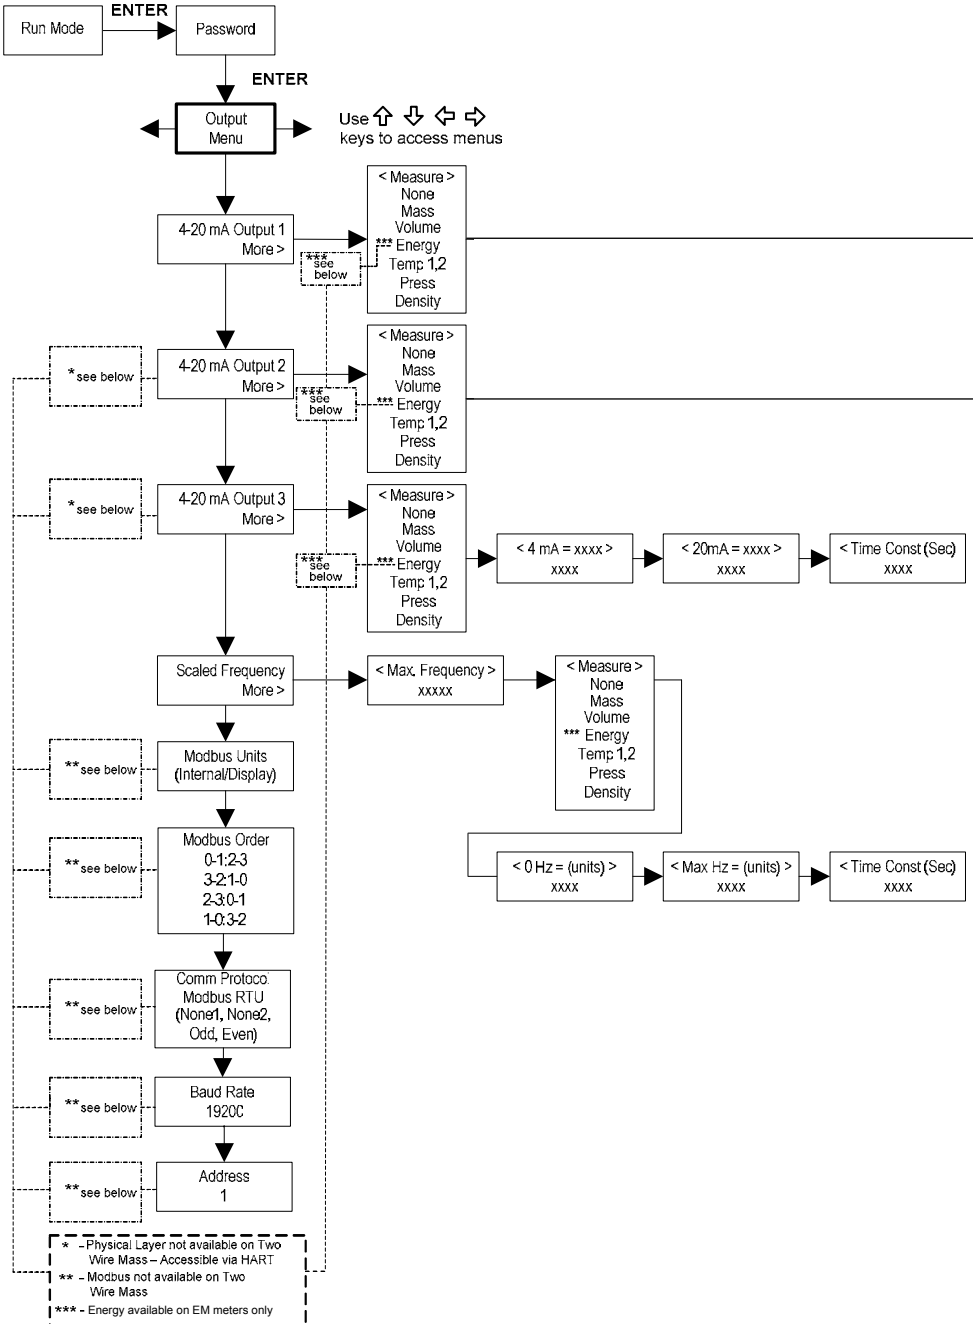 ENTER
Run Mode
Password
ENTER
Output
Menu
Use
keys to access menus
4-20 mA Output 1
More >
< Measure >
None
Mass
Volume
*** Energy
Temp 1,2
Press
Density
***
see
below
* see below
4-20 mA Output 2
More >
< Measure >
None
Mass
Volume
*** Energy
Temp 1,2
Press
Density
***
see
below
* see below
4-20 mA Output 3
More >
< Measure >
None
Mass
Volume
*** Energy
Temp 1,2
Press
Density
***
see
below
< 4 mA = xxxx >
xxxx
< 20mA = xxxx >
xxxx
< Time Const (Sec)
xxxx
Scaled Frequency
More >
< Max. Frequency >
xxxxx
< Measure >
None
Mass
Volume
*** Energy
Temp 1,2
Press
Density
** see below
Modbus Units
(Internal/Display)
** see below
Modbus Order
0-1:2-3
3-2:1-0
2-3:0-1
1-0:3-2
< 0 Hz = (units) >
xxxx
< Max Hz = (units) >
xxxx
< Time Const (Sec)
xxxx
** see below
Comm Protocol
Modbus RTU
(None1, None2,
Odd, Even)
** see below
Baud Rate
19200
** see below
Address
1
* - Physical Layer not available on Two
Wire Mass – Accessible via HART
** - Modbus not available on Two
Wire Mass
*** - Energy available on EM meters only